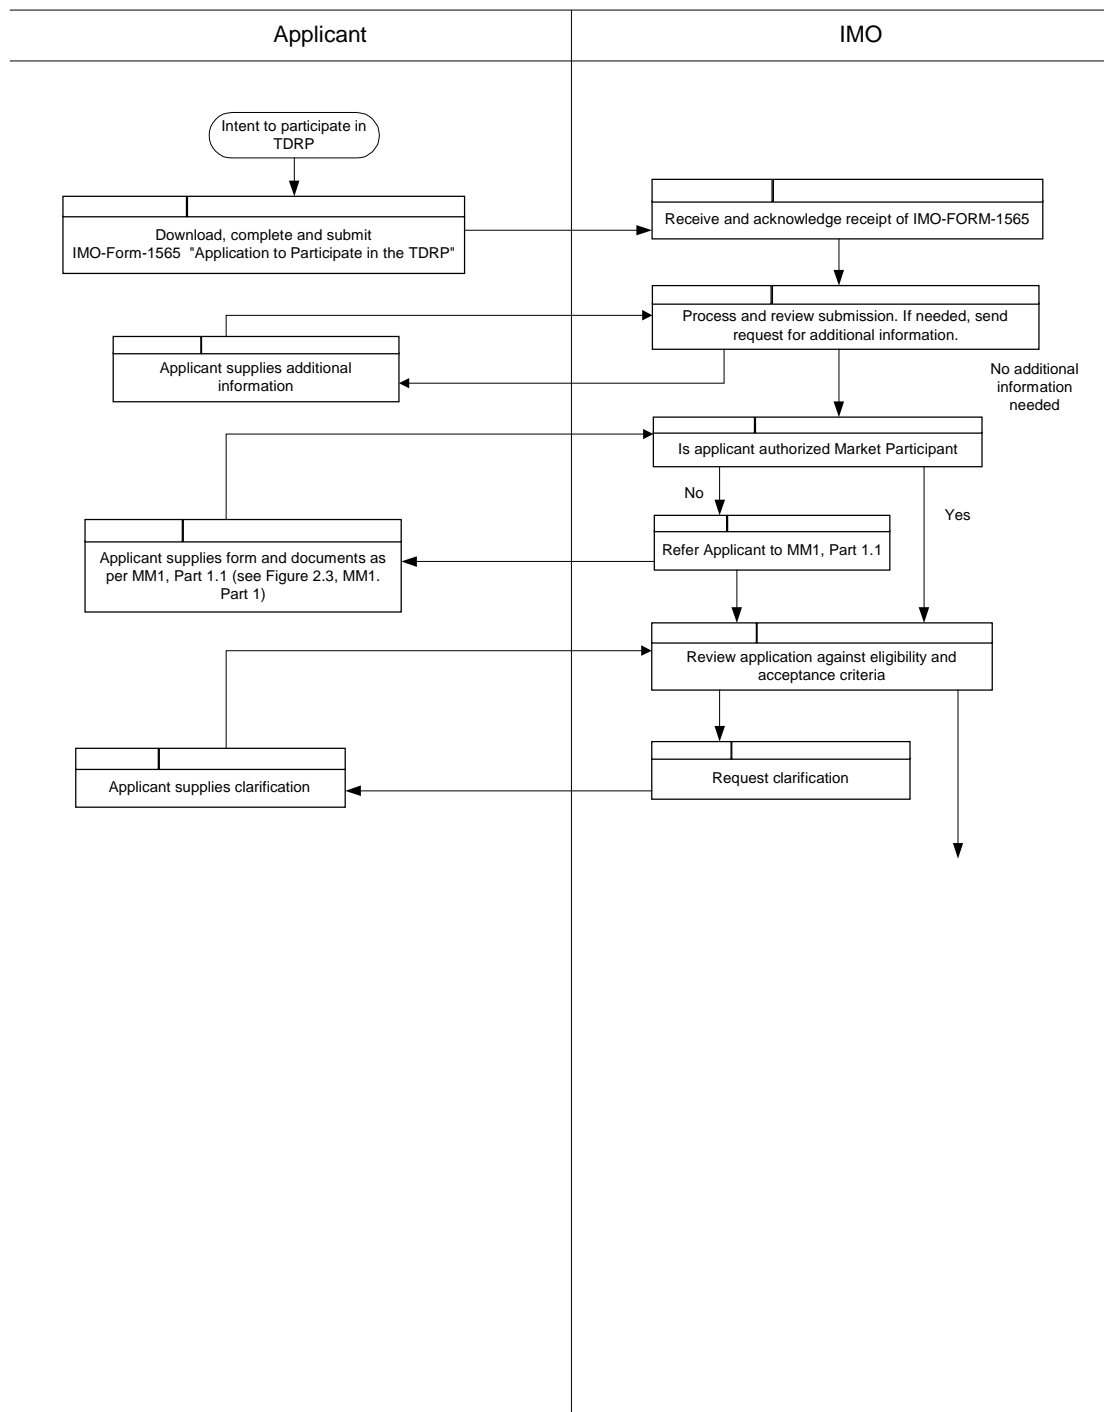 Applicant
IMO
Intent to participate in
TDRP
Download, complete and submit
IMO-Form-1565 "Application to Participate in the TDRP"
Receive and acknowledge receipt of IMO-FORM-1565
Process and review submission. If needed, send
request for additional information.
Applicant supplies additional
information
No additional
information
needed
Is applicant authorized Market Participant
No
Yes
Applicant supplies form and documents as
per MM1, Part 1.1 (see Figure 2.3, MM1.
Part 1)
Refer Applicant to MM1, Part 1.1
Review application against eligibility and
acceptance criteria
Applicant supplies clarification
Request clarification